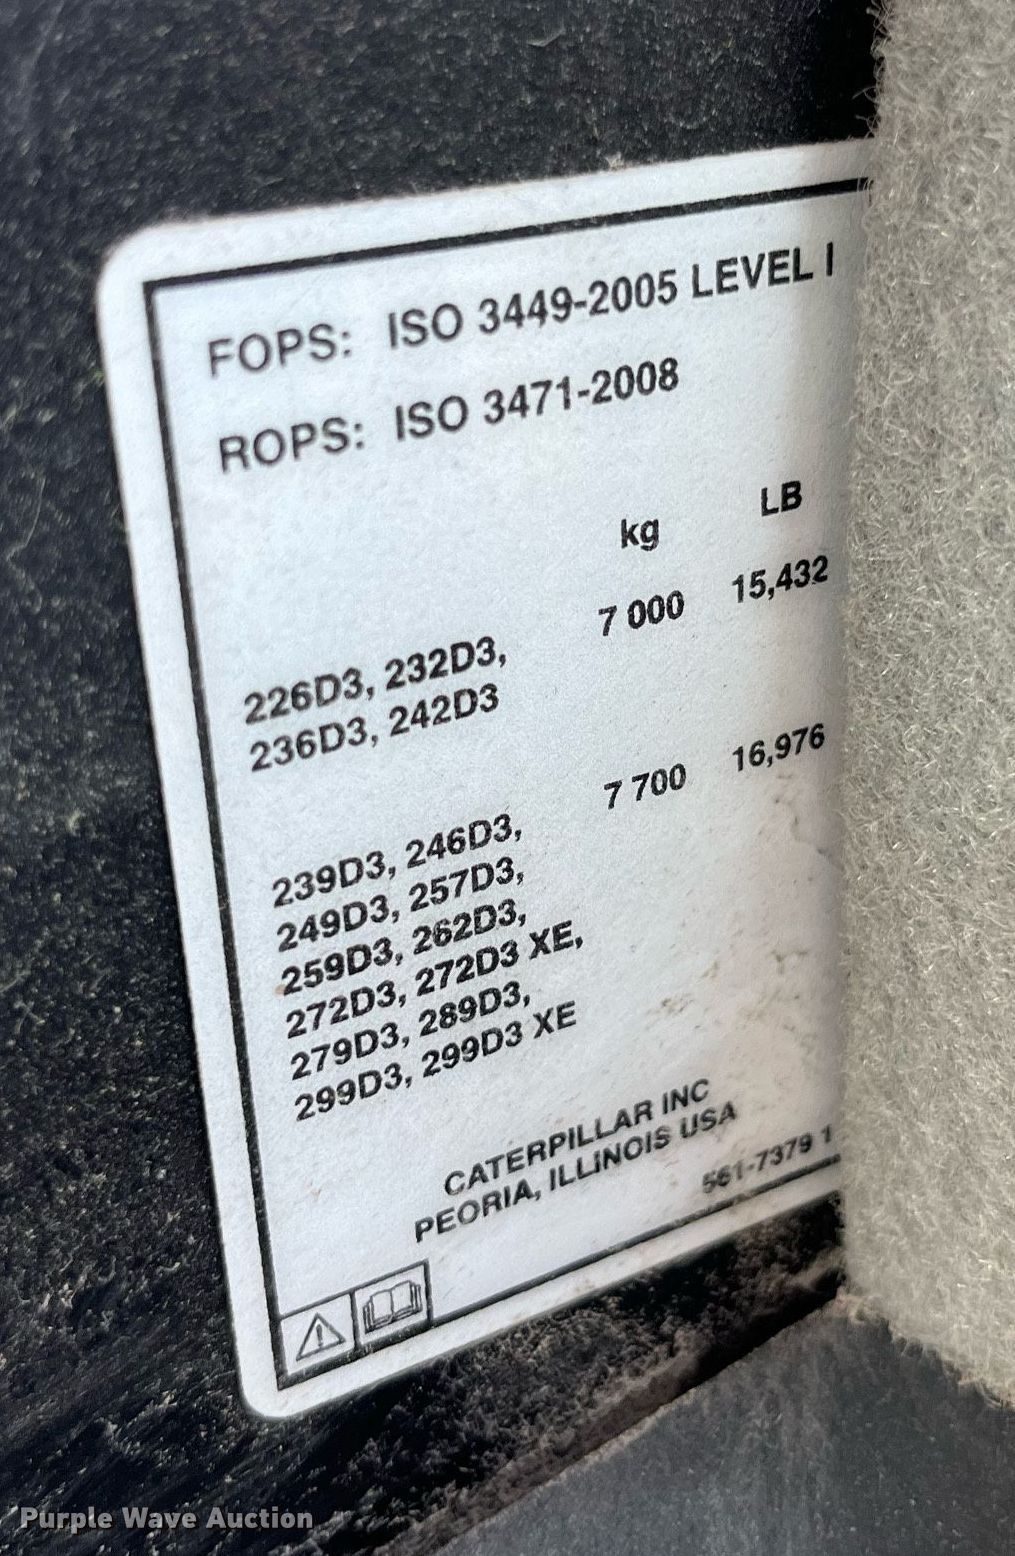 FOPS: ISO 3449-2005 LEVEL I
ROPS: ISO 3471-2008
kg LB
7 000 15,432
226D3, 232D3,
236D3, 242D3
7 700 16,976
239D3, 246D3,
249D3, 257D3,
259D3, 262D3,
272D3, 272D3 XE,
279D3, 289D3,
299D3, 299D3 XE
CATERPILLAR INC
PEORIA, ILLINOIS USA
561-7379 1
Purple Wave Auction